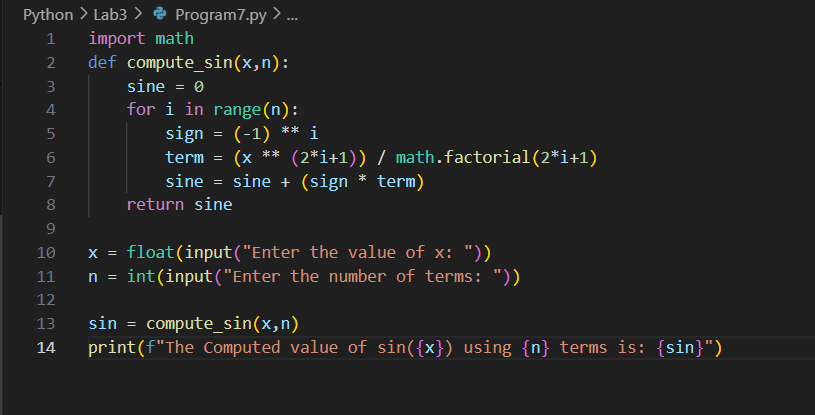 Python > Lab3 > Program7.py > ...
1 import math
2 def compute_sin(x,n):
3     sine = 0
4     for i in range(n):
5         sign = (-1) ** i
6         term = (x ** (2*i+1)) / math.factorial(2*i+1)
7         sine = sine + (sign * term)
8     return sine
9
10 x = float(input("Enter the value of x: "))
11 n = int(input("Enter the number of terms: "))
12
13 sin = compute_sin(x,n)
14 print(f"The Computed value of sin({x}) using {n} terms is: {sin}")